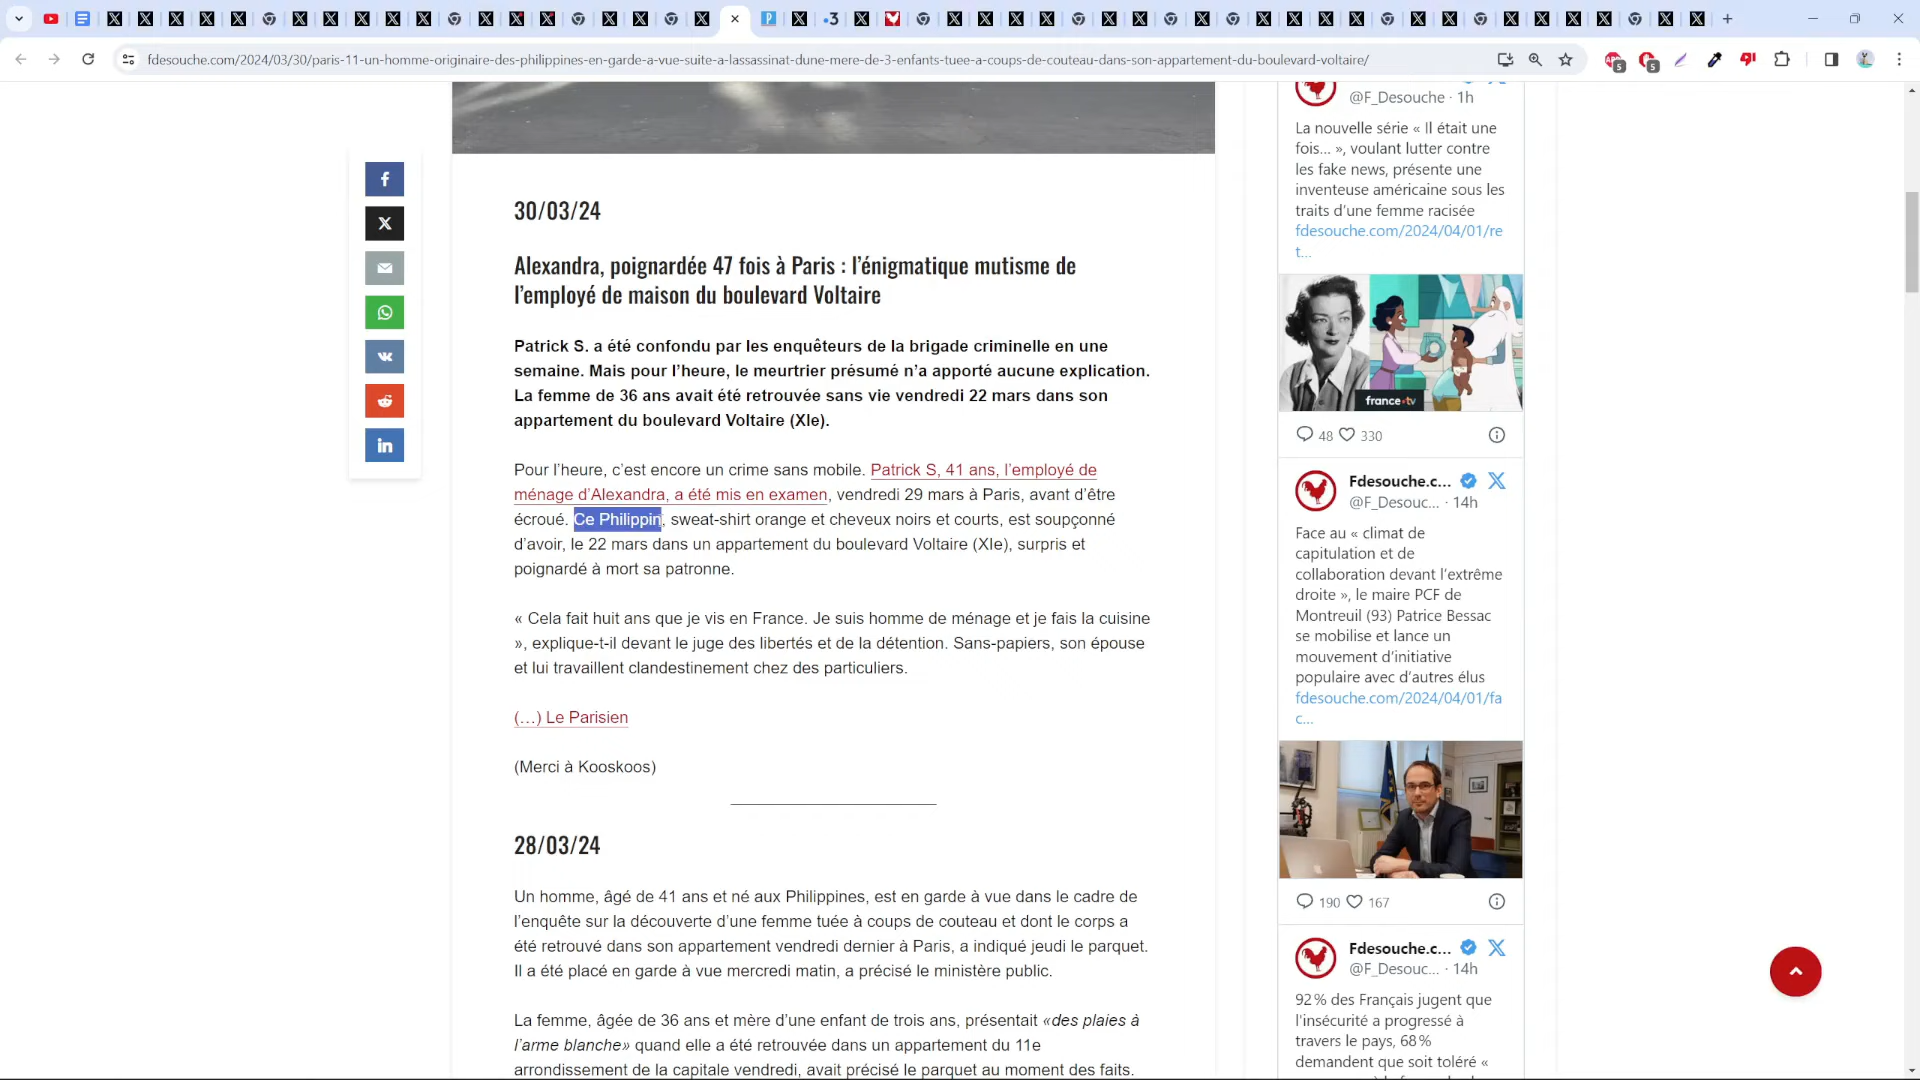 3
fdesouche.com/2024/03/30/paris-11-un-homme-originaire-des-philippines-en-garde-a-vue-suite-a-lassassinat-dune-mere-de-3-enfants-tuee-a-coups-de-couteau-dans-son-appartement-du-boulevard-voltaire/
5
5
30/03/24
Alexandra, poignardée 47 fois à Paris : l’énigmatique mutisme de
l’employé de maison du boulevard Voltaire
Patrick S. a été confondu par les enquêteurs de la brigade criminelle en une
semaine. Mais pour l’heure, le meurtrier présumé n’a apporté aucune explication.
La femme de 36 ans avait été retrouvée sans vie vendredi 22 mars dans son
appartement du boulevard Voltaire (XIe).
Pour l’heure, c’est encore un crime sans mobile. Patrick S, 41 ans, l’employé de
ménage d’Alexandra, a été mis en examen, vendredi 29 mars à Paris, avant d’être
écroué. Ce Philippin, sweat-shirt orange et cheveux noirs et courts, est soupçonné
d’avoir, le 22 mars dans un appartement du boulevard Voltaire (XIe), surpris et
poignardé à mort sa patronne.
« Cela fait huit ans que je vis en France. Je suis homme de ménage et je fais la cuisine
», explique-t-il devant le juge des libertés et de la détention. Sans-papiers, son épouse
et lui travaillent clandestinement chez des particuliers.
(…) Le Parisien
(Merci à Kooskoos)
28/03/24
Un homme, âgé de 41 ans et né aux Philippines, est en garde à vue dans le cadre de
l’enquête sur la découverte d’une femme tuée à coups de couteau et dont le corps a
été retrouvé dans son appartement vendredi dernier à Paris, a indiqué jeudi le parquet.
Il a été placé en garde à vue mercredi matin, a précisé le ministère public.
La femme, âgée de 36 ans et mère d’une enfant de trois ans, présentait «des plaies à
l’arme blanche» quand elle a été retrouvée dans un appartement du 11e
arrondissement de la capitale vendredi, avait précisé le parquet au moment des faits.
@F_Desouche · 1h
La nouvelle série « Il était une
fois... », voulant lutter contre
les fake news, présente une
inventeuse américaine sous les
traits d’une femme racisée
fdesouche.com/2024/04/01/re
t...
france•tv
48 330
Fdesouche.c...
@F_Desouc... · 14h
Face au « climat de
capitulation et de
collaboration devant l’extrême
droite », le maire PCF de
Montreuil (93) Patrice Bessac
se mobilise et lance un
mouvement d’initiative
populaire avec d’autres élus
fdesouche.com/2024/04/01/fa
c...
190 167
Fdesouche.c...
@F_Desouc... · 14h
92 % des Français jugent que
l’insécurité a progressé à
travers le pays, 68 %
demandent que soit toléré «